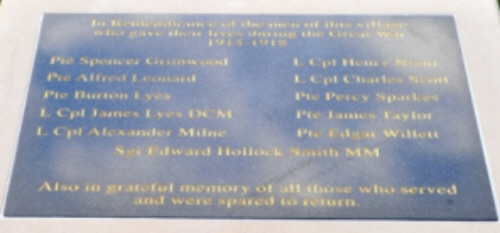 In Remembrance of the men of this village
who gave their lives during the Great War
1914-1918
Pte Spencer Grimwood L Cpl Henry
Pte Alfred Leonard L Cpl Charles Scott
Pte Burton Lyes Pte Percy Sparkes
L Cpl James Lyes DCM Pte James Taylor
L Cpl Alexander Milne Pte Edgar Willett
Sgt Edward Hollock Smith MM
Also in grateful memory of all those who served
and were spared to return.